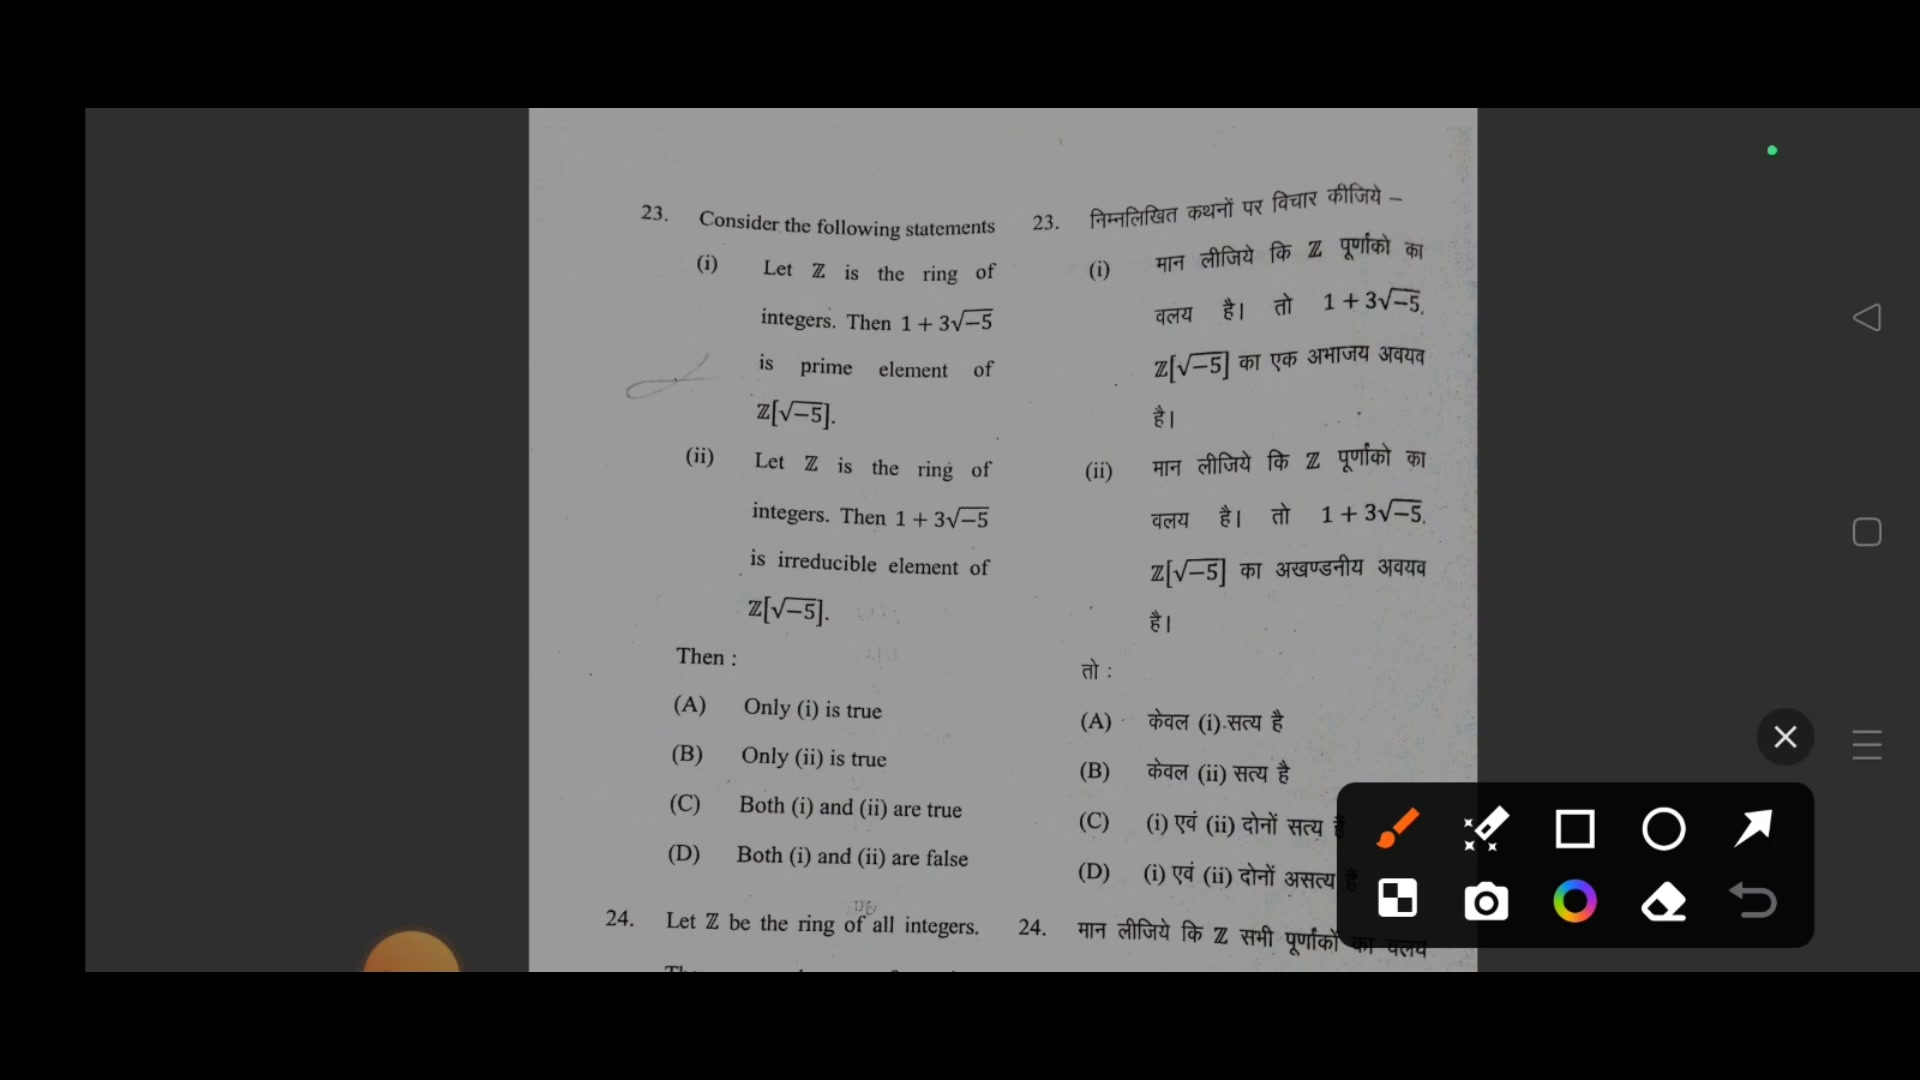 23. Consider the following statements
(i) Let ℤ is the ring of
integers. Then 1 + 3√−5
is prime element of
ℤ[√−5].
(ii) Let ℤ is the ring of
integers. Then 1 + 3√−5
is irreducible element of
ℤ[√−5].
Then :
(A) Only (i) is true
(B) Only (ii) is true
(C) Both (i) and (ii) are true
(D) Both (i) and (ii) are false
24. Let ℤ be the ring of all integers.
23. निम्नलिखित कथनों पर विचार कीजिये –
(i) मान लीजिये कि ℤ पूर्णांको का
वलय है। तो 1 + 3√−5,
ℤ[√−5] का एक अभाजय अवयव
है।
(ii) मान लीजिये कि ℤ पूर्णांको का
वलय है। तो 1 + 3√−5,
ℤ[√−5] का अखण्डनीय अवयव
है।
तो :
(A) केवल (i) सत्य है
(B) केवल (ii) सत्य है
(C) (i) एवं (ii) दोनों सत्य हैं
(D) (i) एवं (ii) दोनों असत्य हैं
24. मान लीजिये कि ℤ सभी पूर्णांकों का वलय